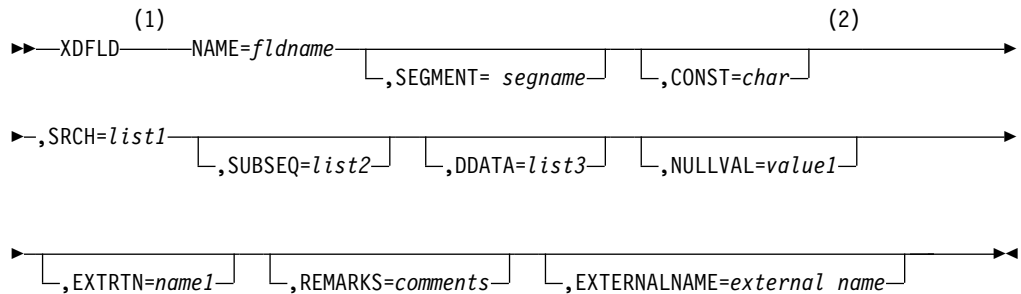 (1) (2)
XDFLD NAME=fldname
,SEGMENT= segname ,CONST=char
,SRCH=list1
,SUBSEQ=list2 ,DDATA=list3 ,NULLVAL=value1
,EXTRTN=name1 ,REMARKS=comments ,EXTERNALNAME=external name